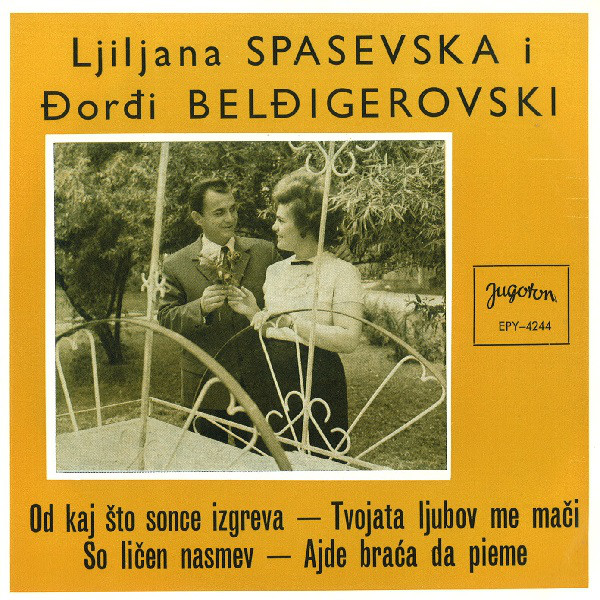 Ljiljana SPASEVSKA i
Đorđi BELĐIGEROVSKI
Jugoton
EPY-4244
Od kaj što sonce izgreva — Tvojata ljubov me mači
So ličen nasmev — Ajde braća da pieme